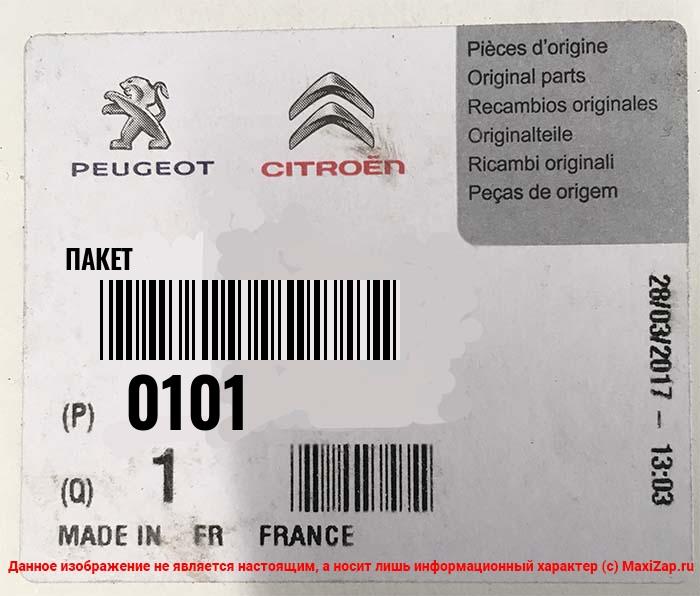 PEUGEOT
CITROËN
Pièces d'origine
Original parts
Recambios originales
Originalteile
Ricambi originali
Peças de origem
ПАКЕТ
(P) 0101
(Q) 1
MADE IN FR FRANCE
28/03/2017 - 13:03
Данное изображение не является настоящим, а носит лишь информационный характер (c) MaxiZap.ru